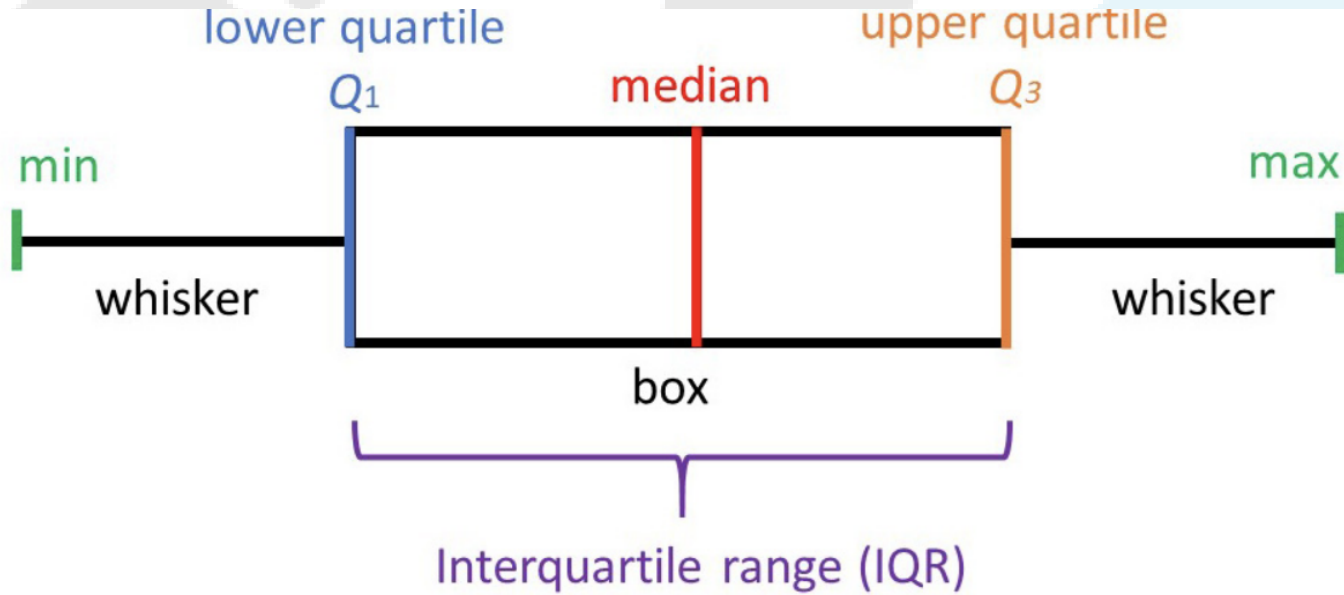 lower quartile
upper quartile
Q1
median
Q3
min
max
whisker
whisker
box
Interquartile range (IQR)